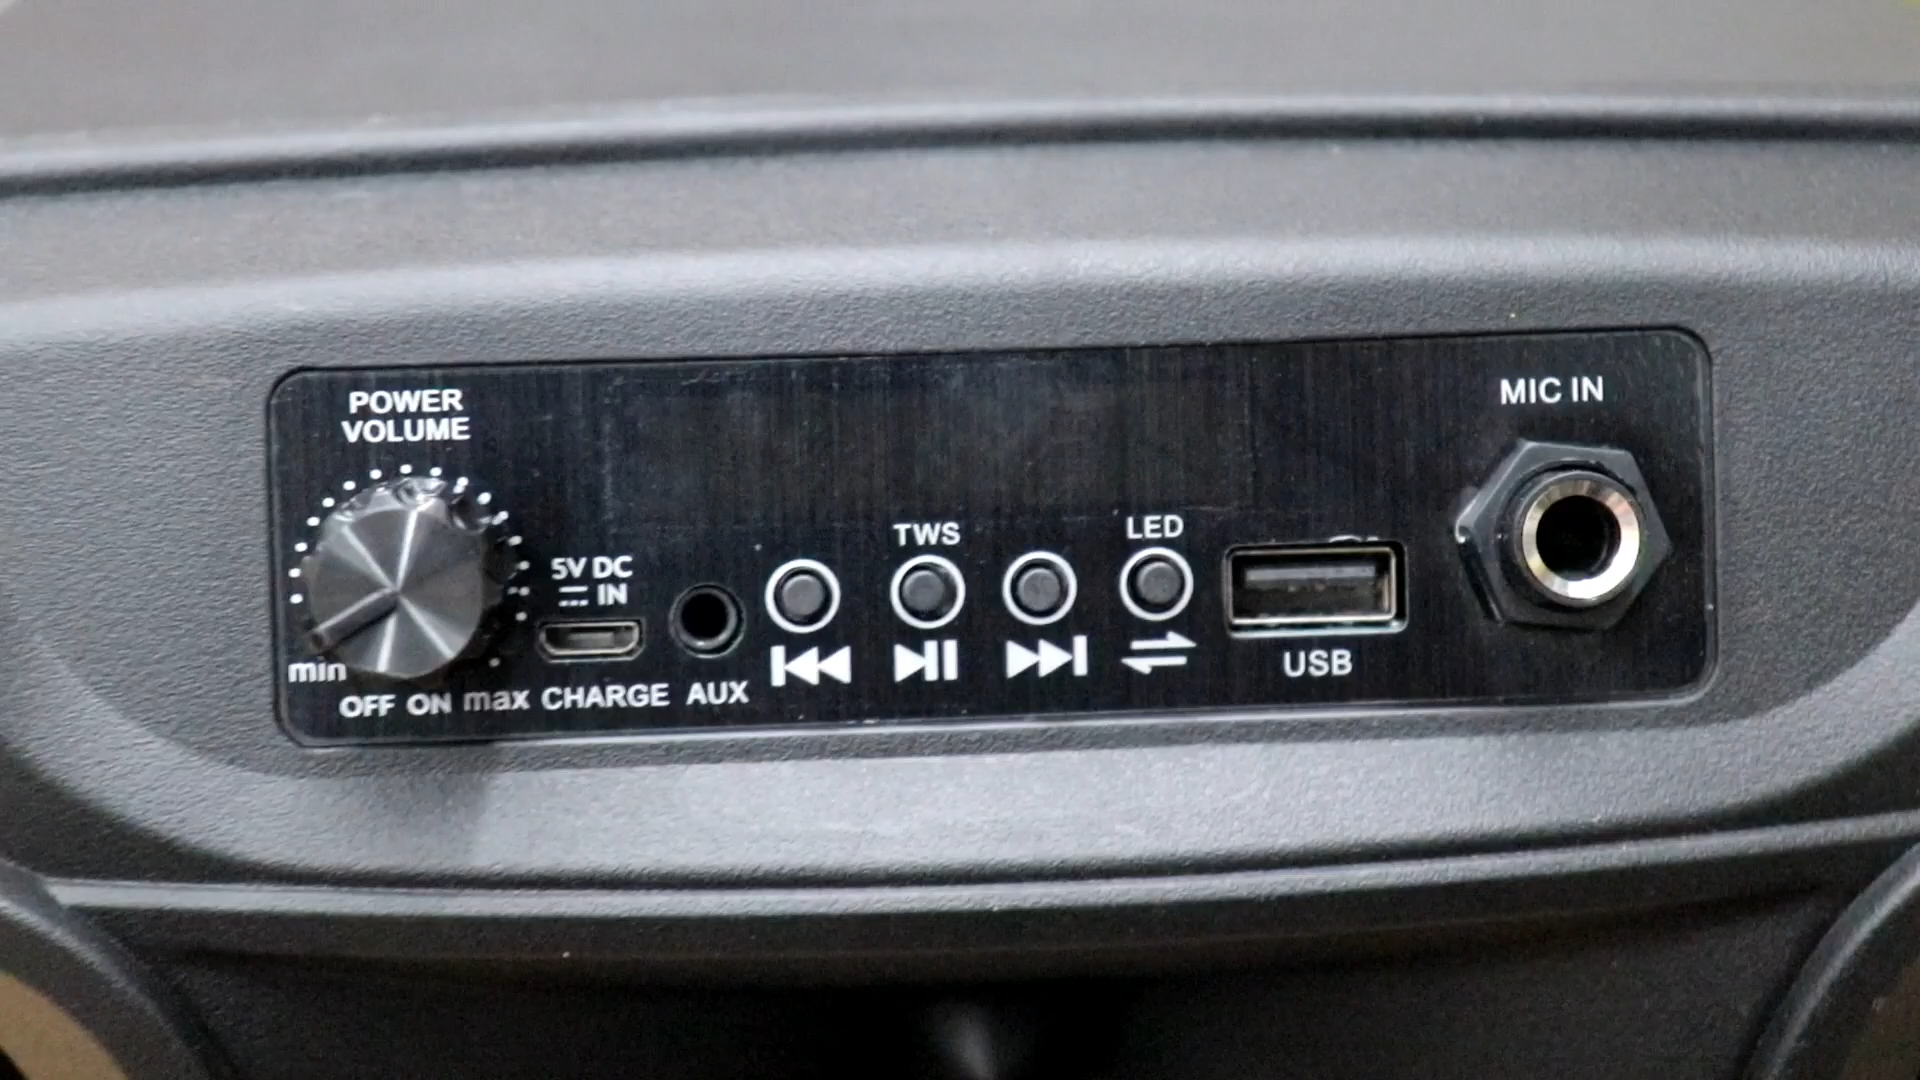 POWER
VOLUME
MIC IN
TWS
LED
5V DC
IN
min
OFF ON max CHARGE AUX
USB